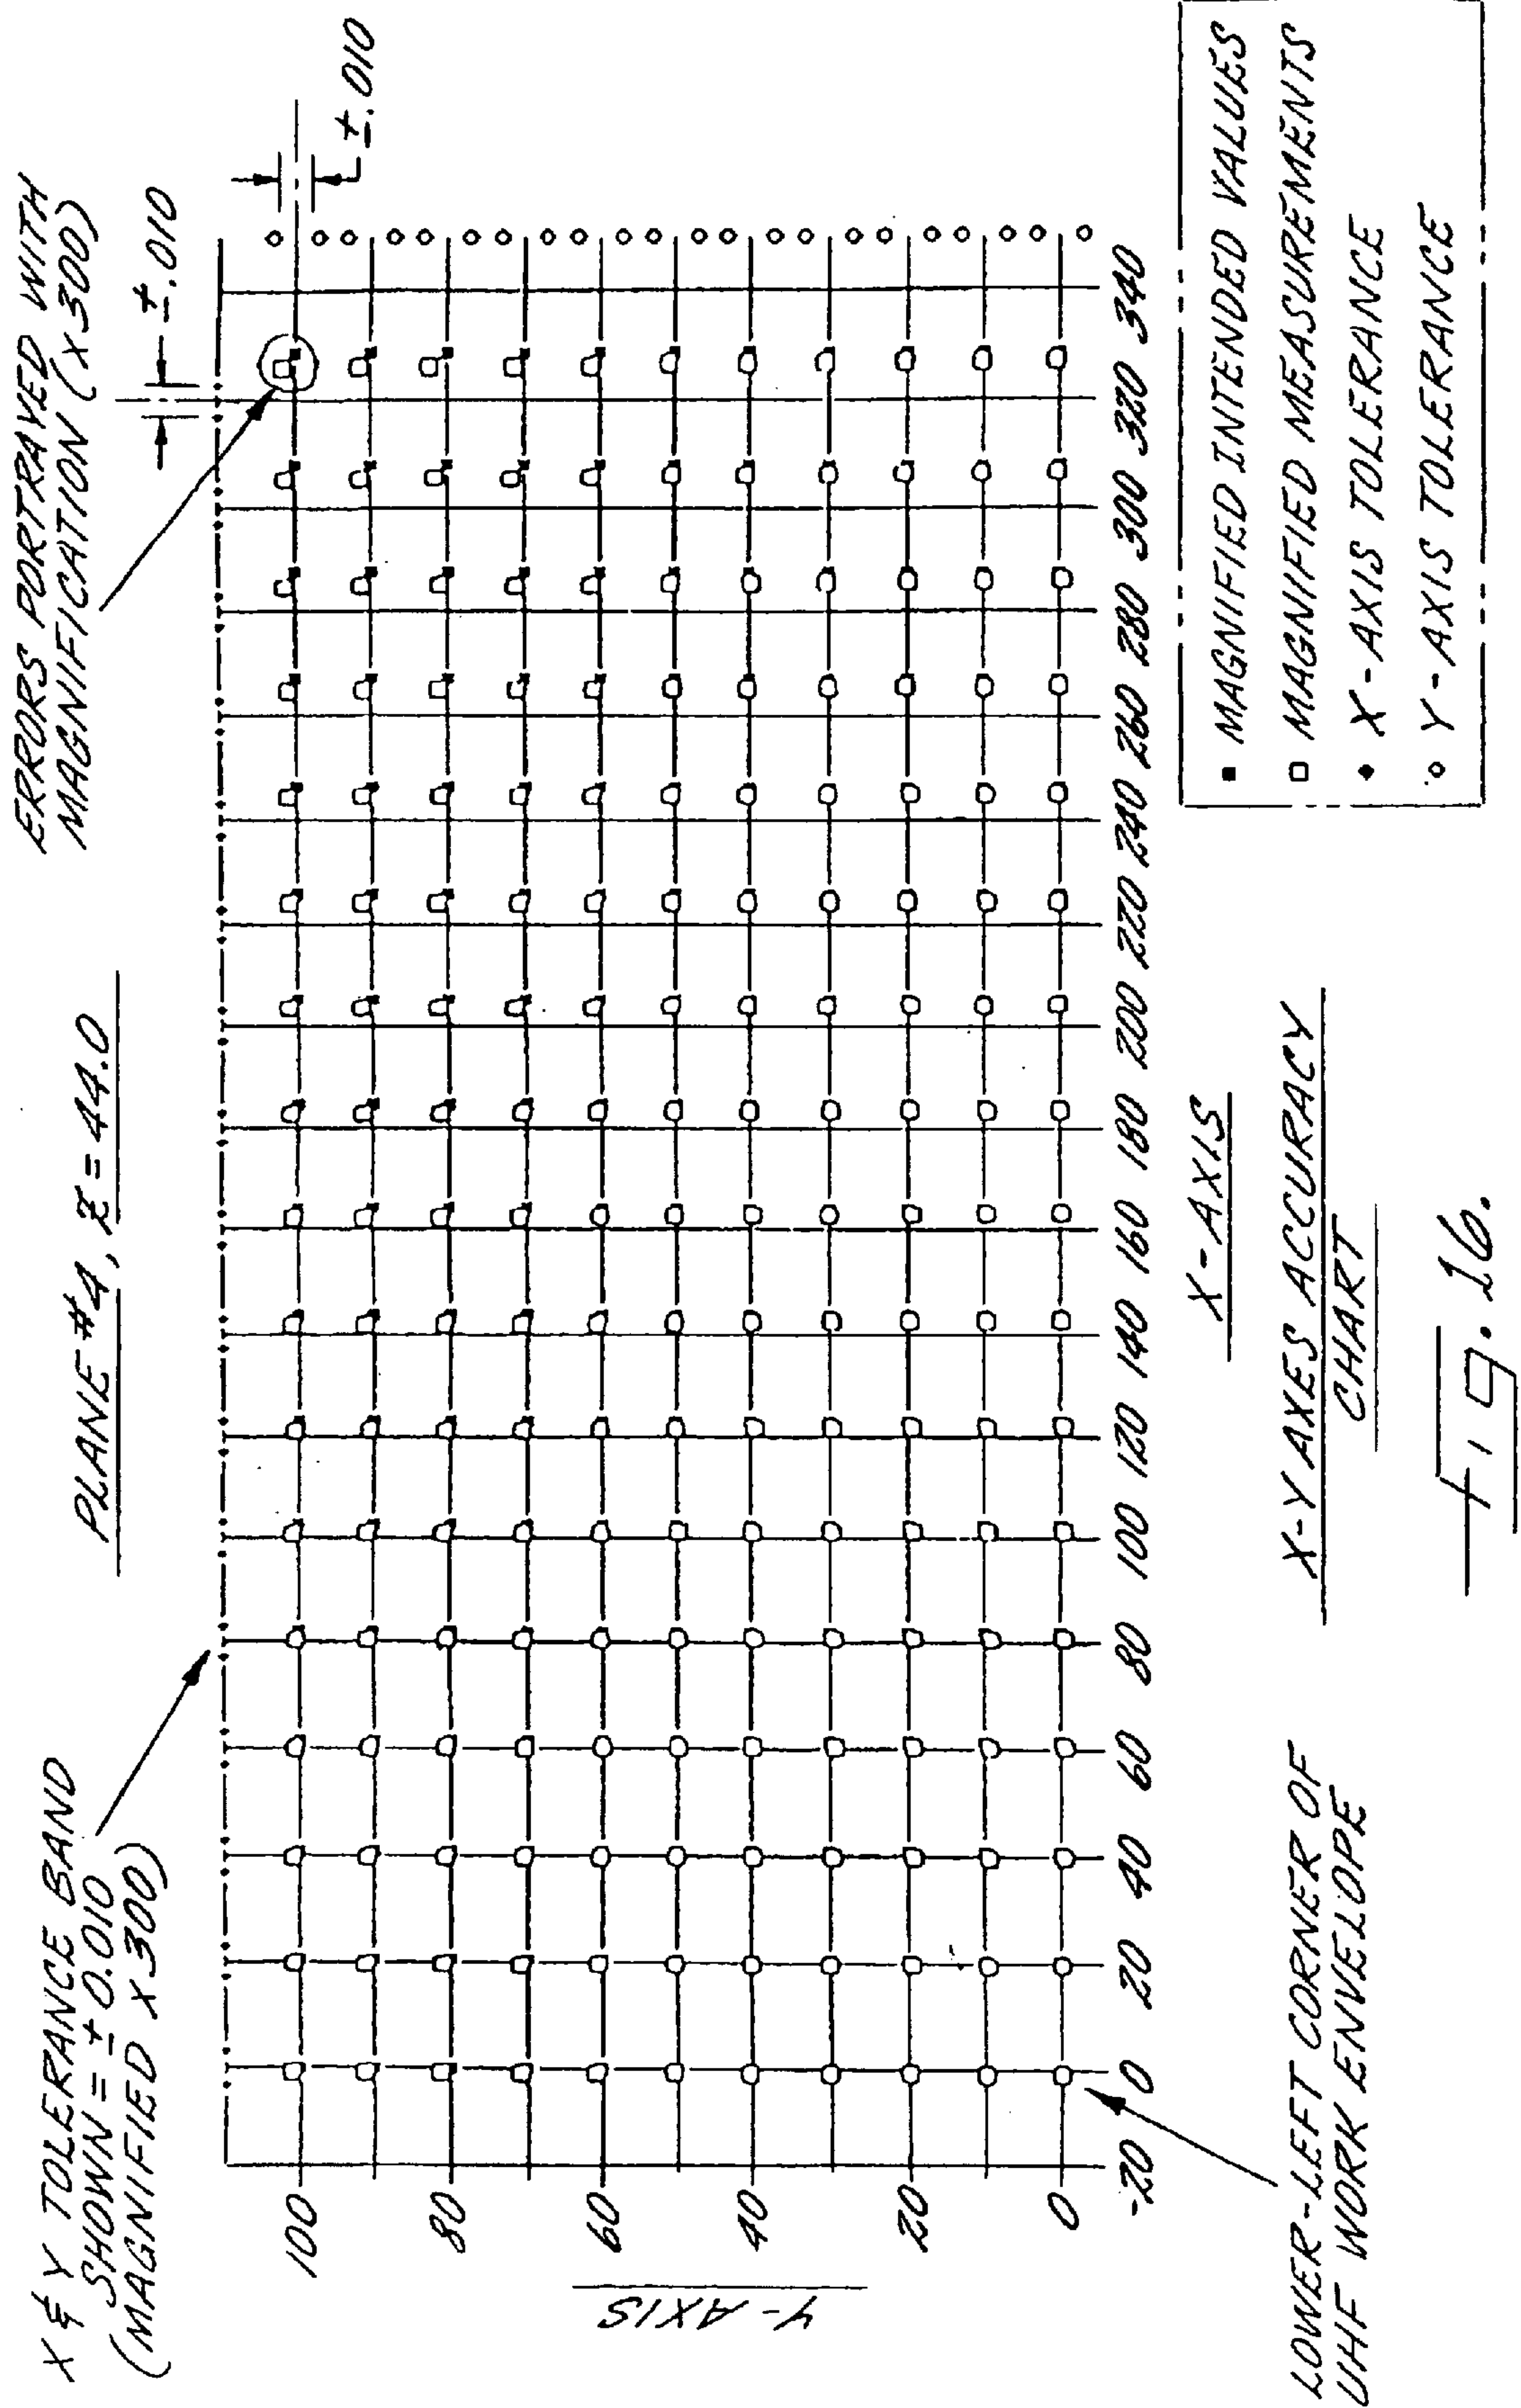 X & Y TOLERANCE BAND
SHOWN = ± 0.010
(MAGNIFIED X 300)
PLANE #4, Z = 44.0
ERRORS PORTRAYED WITH
MAGNIFICATION (X300)
±.010
±.010
Y-AXIS
100
80
60
40
20
0
-20 0 20 40 60 80 100 120 140 160 180 200 220 240 260 280 300 320 340
X-AXIS
LOWER-LEFT CORNER OF
UHF WORK ENVELOPE
X-Y AXES ACCURACY
CHART
MAGNIFIED INTENDED VALUES
MAGNIFIED MEASUREMENTS
X-AXIS TOLERANCE
Y-AXIS TOLERANCE
Fig. 16.